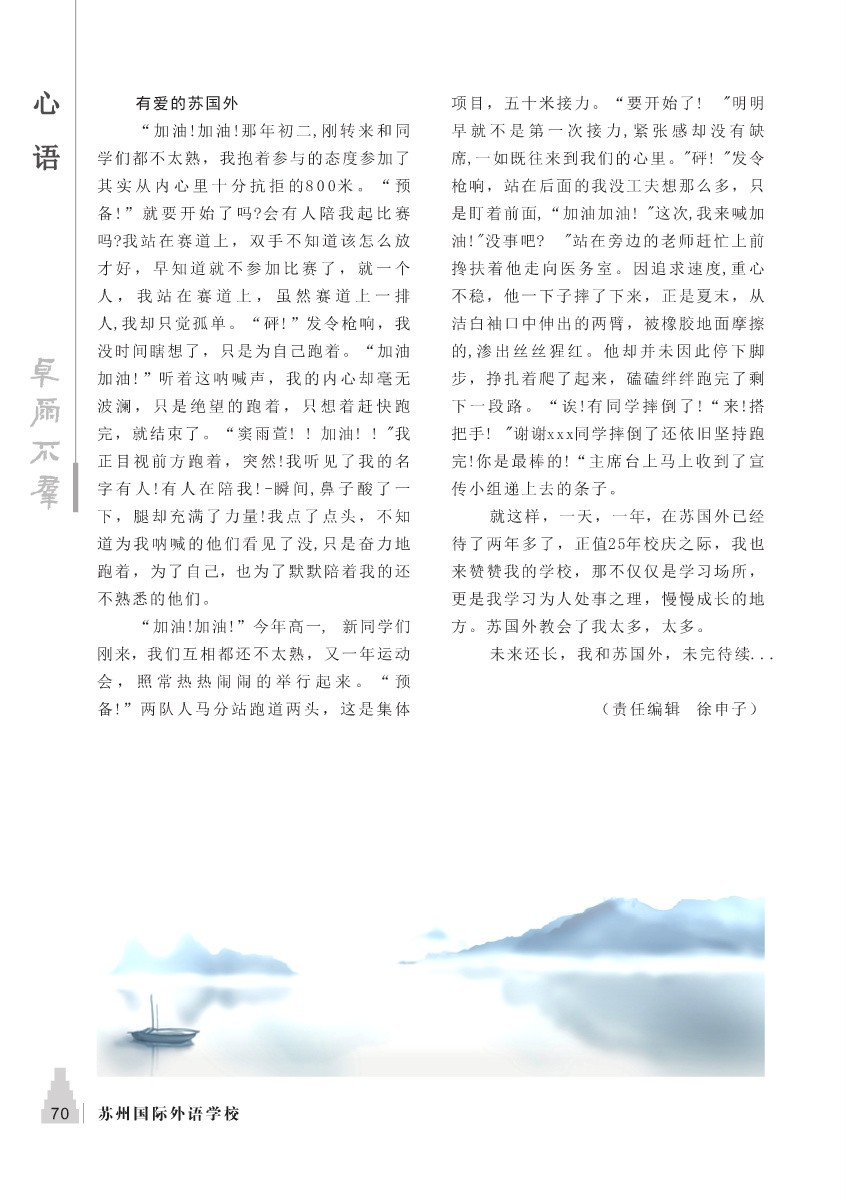 心
语
卓尔不群
有爱的苏国外
“加油!加油!那年初二,刚转来和同
学们都不太熟，我抱着参与的态度参加了
其实从内心里十分抗拒的800米。“预
备!”就要开始了吗?会有人陪我起比赛
吗?我站在赛道上，双手不知道该怎么放
才好，早知道就不参加比赛了，就一个
人，我站在赛道上，虽然赛道上一排
人,我却只觉孤单。“砰!”发令枪响，我
没时间瞎想了，只是为自己跑着。“加油
加油!”听着这呐喊声，我的内心却毫无
波澜，只是绝望的跑着，只想着赶快跑
完，就结束了。“窦雨萱! ! 加油! ! "我
正目视前方跑着，突然!我听见了我的名
字有人!有人在陪我!-瞬间,鼻子酸了一
下，腿却充满了力量!我点了点头，不知
道为我呐喊的他们看见了没,只是奋力地
跑着，为了自己，也为了默默陪着我的还
不熟悉的他们。
“加油!加油!”今年高一， 新同学们
刚来，我们互相都还不太熟，又一年运动
会，照常热热闹闹的举行起来。“预
备!”两队人马分站跑道两头，这是集体
项目，五十米接力。“要开始了! "明明
早就不是第一次接力,紧张感却没有缺
席,一如既往来到我们的心里。"砰! "发令
枪响，站在后面的我没工夫想那么多，只
是盯着前面,“加油加油! "这次,我来喊加
油!"没事吧? "站在旁边的老师赶忙上前
搀扶着他走向医务室。因追求速度,重心
不稳，他一下子摔了下来，正是夏末，从
洁白袖口中伸出的两臂，被橡胶地面摩擦
的,渗出丝丝猩红。他却并未因此停下脚
步，挣扎着爬了起来，磕磕绊绊跑完了剩
下一段路。“诶!有同学摔倒了!“来!搭
把手! "谢谢xxx同学摔倒了还依旧坚持跑
完!你是最棒的!“主席台上马上收到了宣
传小组递上去的条子。
就这样，一天，一年，在苏国外已经
待了两年多了，正值25年校庆之际，我也
来赞赞我的学校，那不仅仅是学习场所，
更是我学习为人处事之理，慢慢成长的地
方。苏国外教会了我太多，太多。
未来还长，我和苏国外，未完待续...
（责任编辑 徐申子）
70 苏州国际外语学校